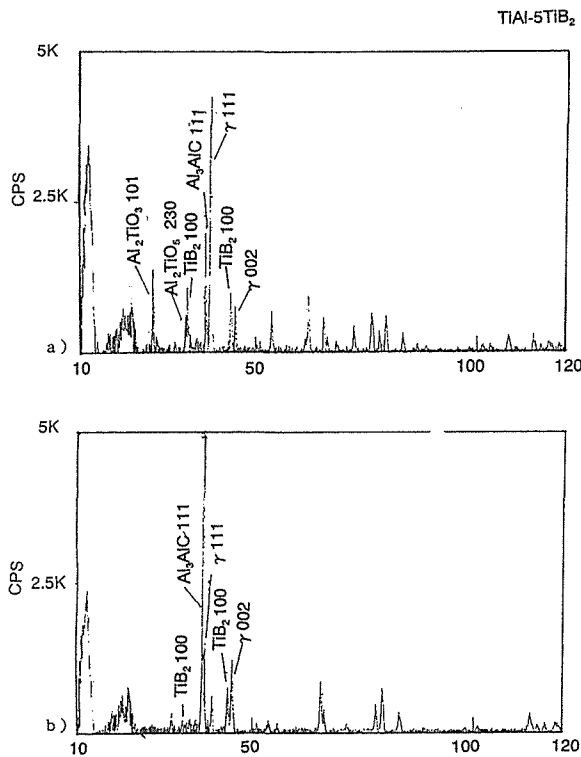 TiAl-5TiB₂
5K
2.5K
CPS
Al₂TiO₃ 101
Al₂TiO₅ 230
TiB₂ 100
Al₃AlC 111
γ 111
TiB₂ 100
γ 002
a)
10
50
100
120
5K
2.5K
CPS
TiB₂ 100
Al₃AlC 111
γ 111
TiB₂ 100
γ 002
b)
10
50
100
120